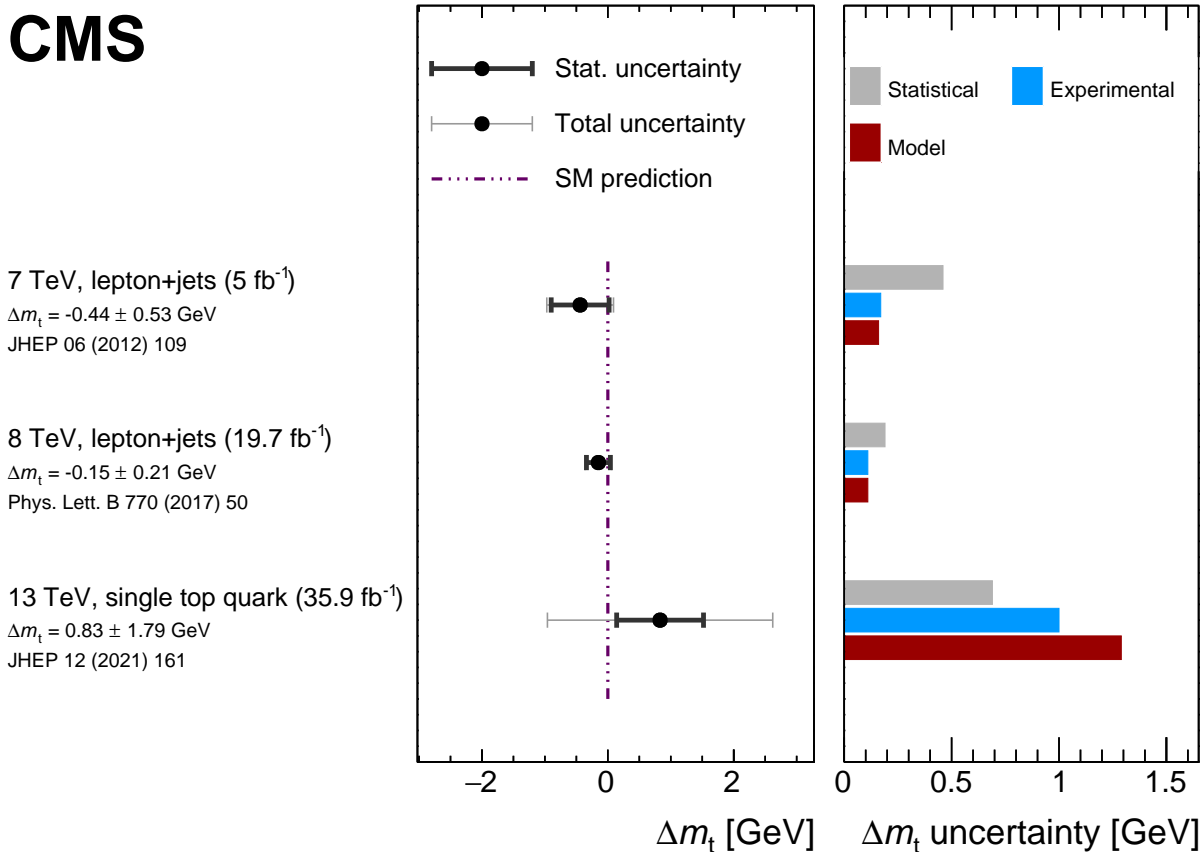 CMS
Stat. uncertainty
Total uncertainty
SM prediction
Statistical
Experimental
Model
7 TeV, lepton+jets (5 fb⁻¹)
Δmₜ = -0.44 ± 0.53 GeV
JHEP 06 (2012) 109
8 TeV, lepton+jets (19.7 fb⁻¹)
Δmₜ = -0.15 ± 0.21 GeV
Phys. Lett. B 770 (2017) 50
13 TeV, single top quark (35.9 fb⁻¹)
Δmₜ = 0.83 ± 1.79 GeV
JHEP 12 (2021) 161
−2 0 2
Δmₜ [GeV]
0 0.5 1 1.5
Δmₜ uncertainty [GeV]